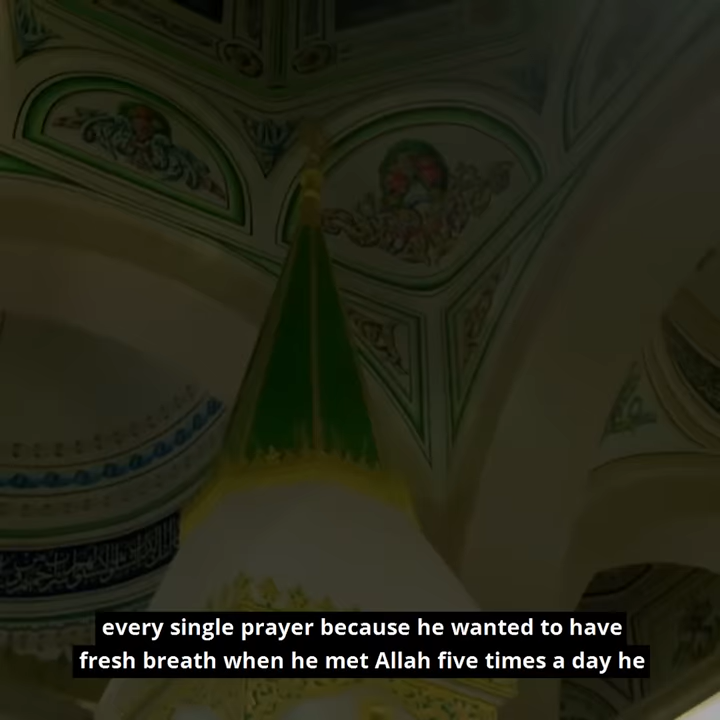 every single prayer because he wanted to have
fresh breath when he met Allah five times a day he